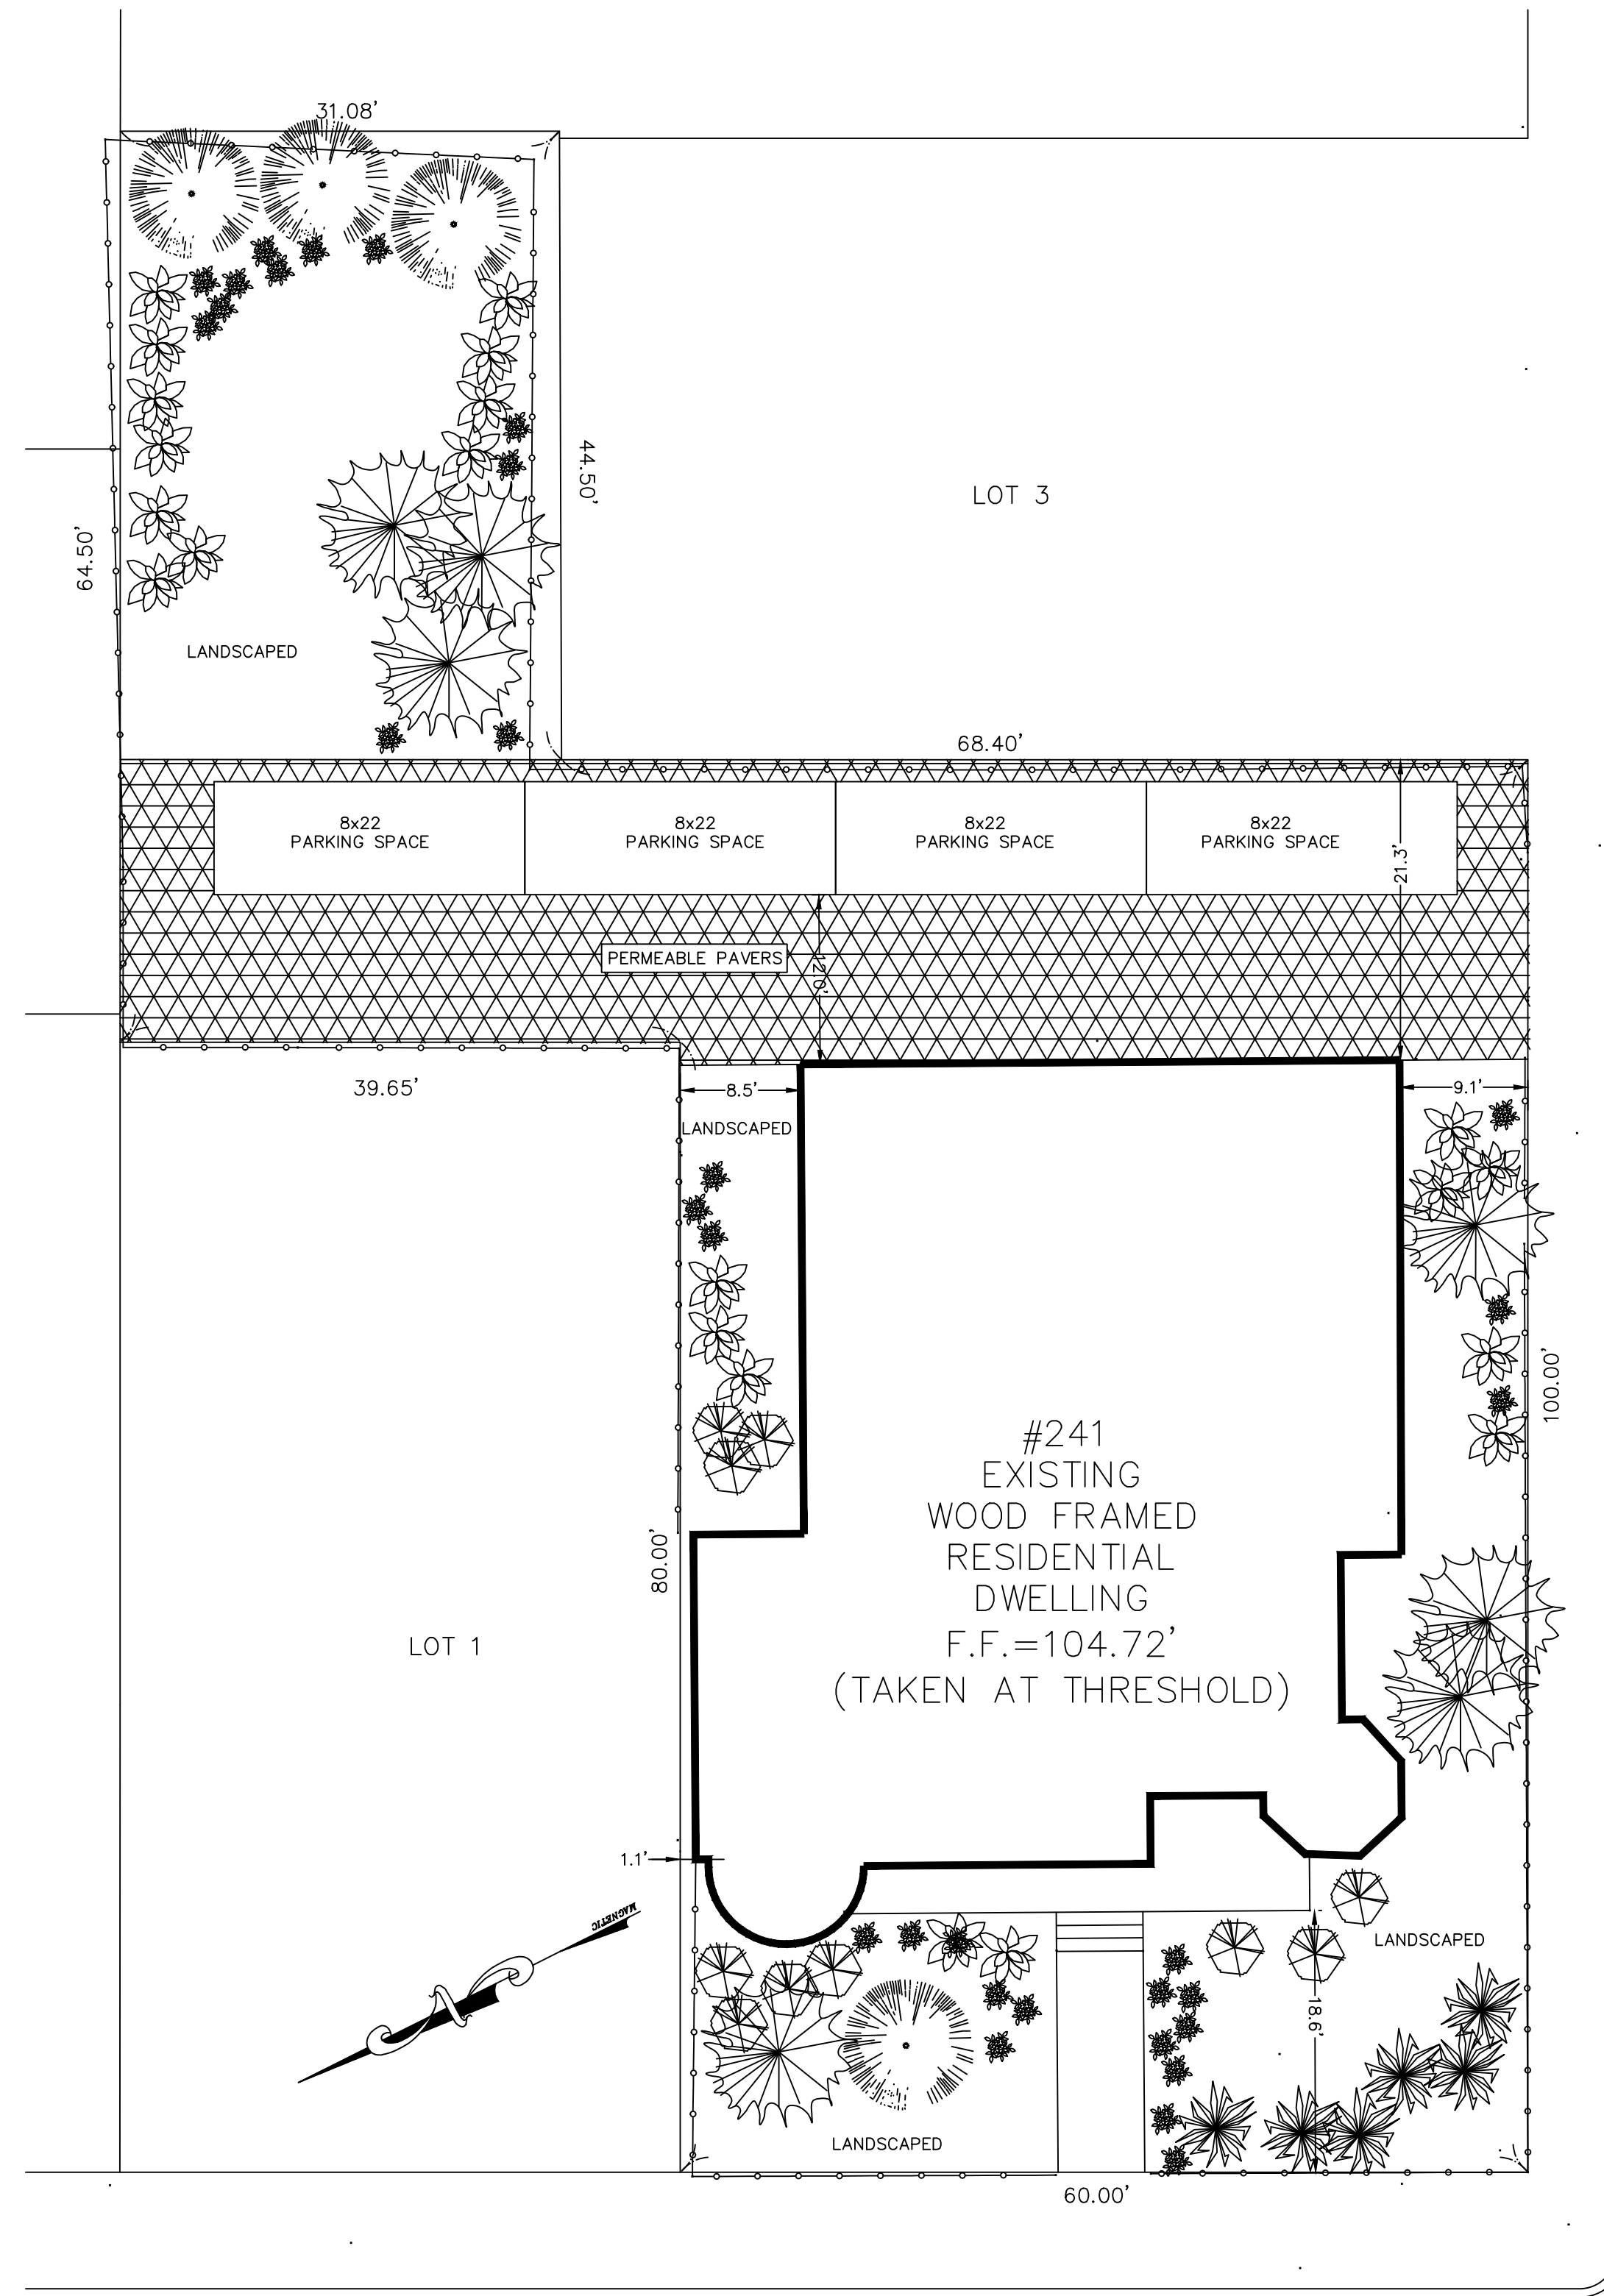 31.08'
44.50'
LOT 3
64.50'
LANDSCAPED
68.40'
8x22
PARKING SPACE
8x22
PARKING SPACE
8x22
PARKING SPACE
8x22
PARKING SPACE
21.3'
PERMEABLE PAVERS
12.0'
39.65'
8.5'
9.1'
LANDSCAPED
100.00'
#241
EXISTING
WOOD FRAMED
RESIDENTIAL
DWELLING
F.F.=104.72'
(TAKEN AT THRESHOLD)
80.00'
LOT 1
1.1'
MAGNETIC
N
LANDSCAPED
18.6'
LANDSCAPED
60.00'